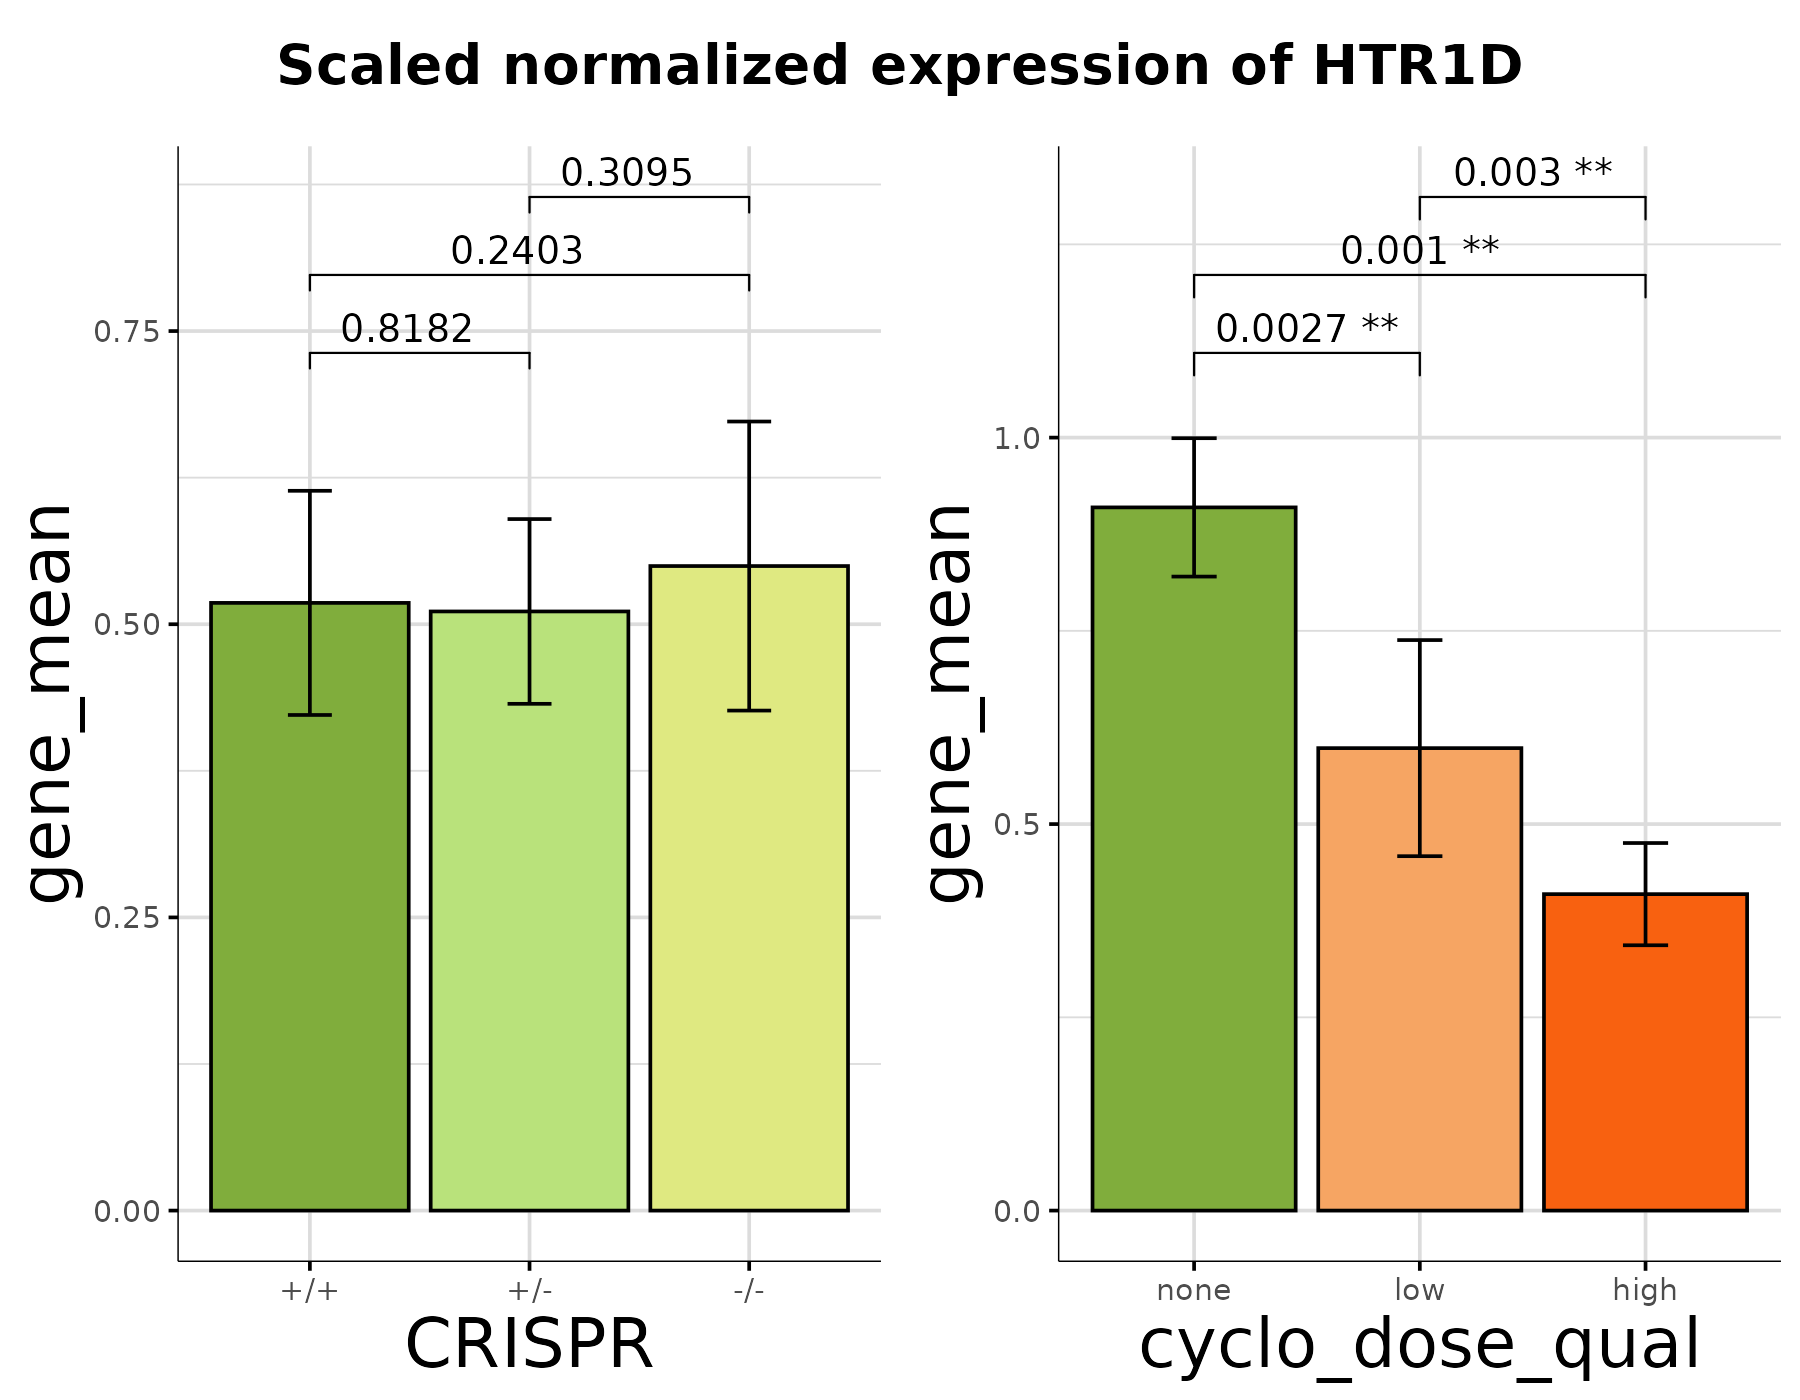 Scaled normalized expression of HTR1D
gene_mean
0.75
0.50
0.25
0.00
0.3095
0.2403
0.8182
+/+
+/-
-/-
CRISPR
gene_mean
1.0
0.5
0.0
0.003 **
0.001 **
0.0027 **
none
low
high
cyclo_dose_qual